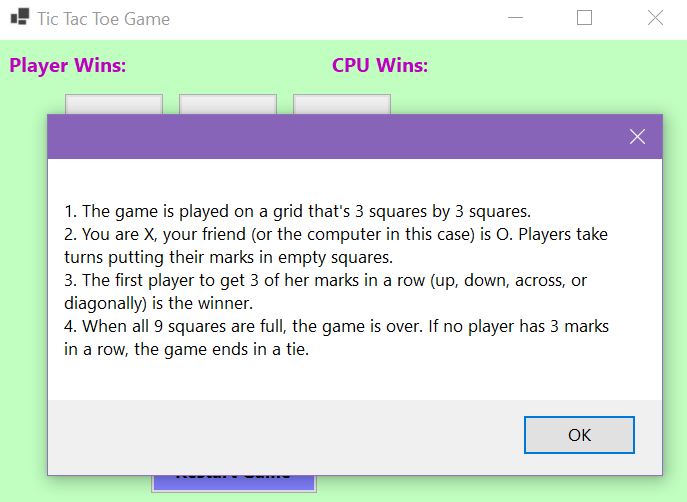 Tic Tac Toe Game
Player Wins: CPU Wins:
1. The game is played on a grid that's 3 squares by 3 squares.
2. You are X, your friend (or the computer in this case) is O. Players take
turns putting their marks in empty squares.
3. The first player to get 3 of her marks in a row (up, down, across, or
diagonally) is the winner.
4. When all 9 squares are full, the game is over. If no player has 3 marks
in a row, the game ends in a tie.
OK
Restart Game